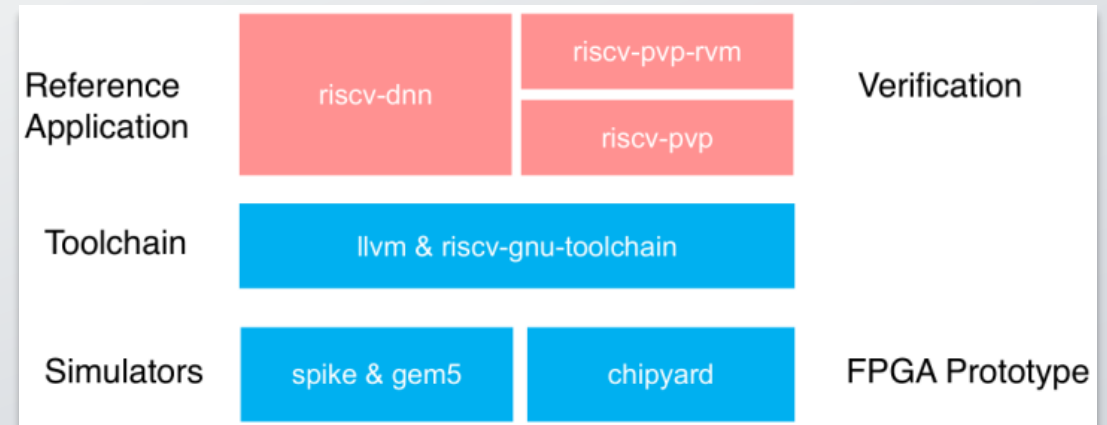 Reference
Application
riscv-dnn
riscv-pvp-rvm
riscv-pvp
Verification
Toolchain
llvm & riscv-gnu-toolchain
Simulators
spike & gem5
chipyard
FPGA Prototype